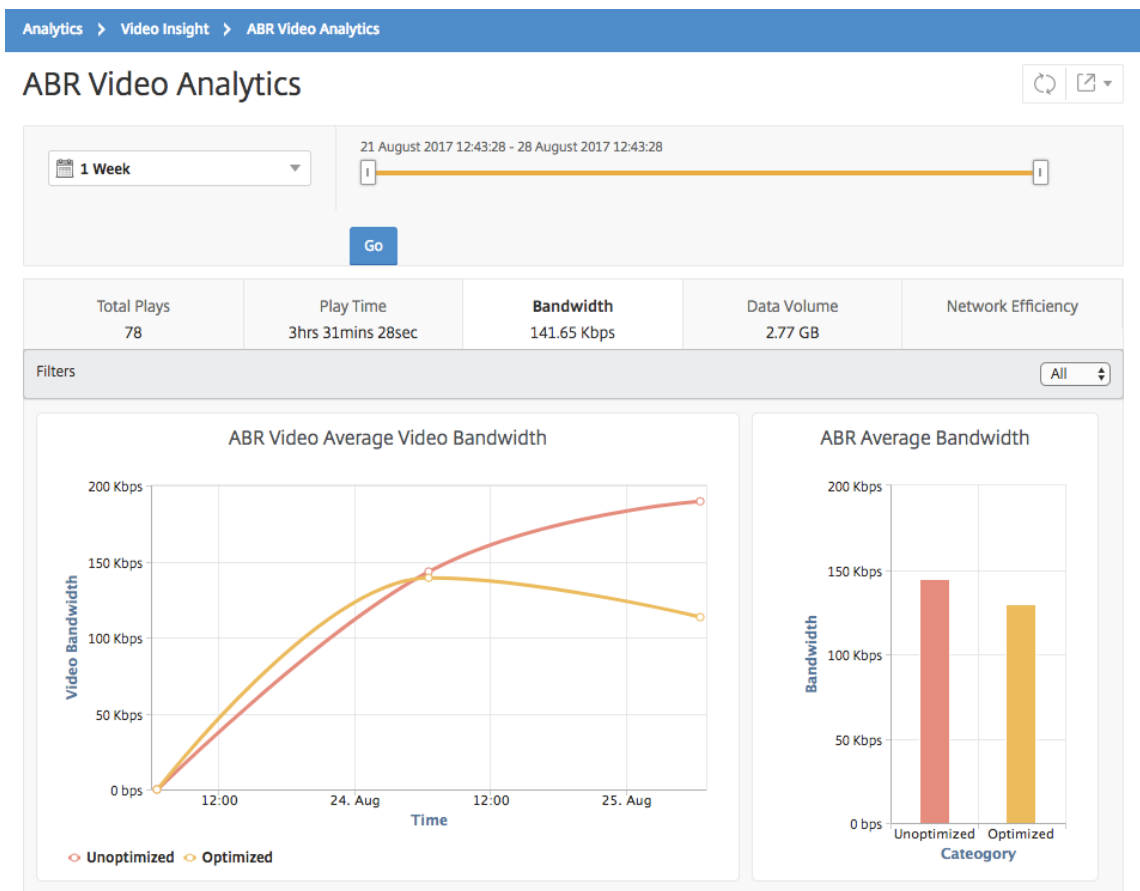 Analytics > Video Insight > ABR Video Analytics
ABR Video Analytics
21 August 2017 12:43:28 - 28 August 2017 12:43:28
1 Week
Go
Total Plays
78
Play Time
3hrs 31mins 28sec
Bandwidth
141.65 Kbps
Data Volume
2.77 GB
Network Efficiency
Filters
All
ABR Video Average Video Bandwidth
200 Kbps
150 Kbps
100 Kbps
50 Kbps
0 bps
Video Bandwidth
12:00
24. Aug
12:00
25. Aug
Time
Unoptimized
Optimized
ABR Average Bandwidth
200 Kbps
150 Kbps
100 Kbps
50 Kbps
0 bps
Bandwidth
Unoptimized
Optimized
Cateogory